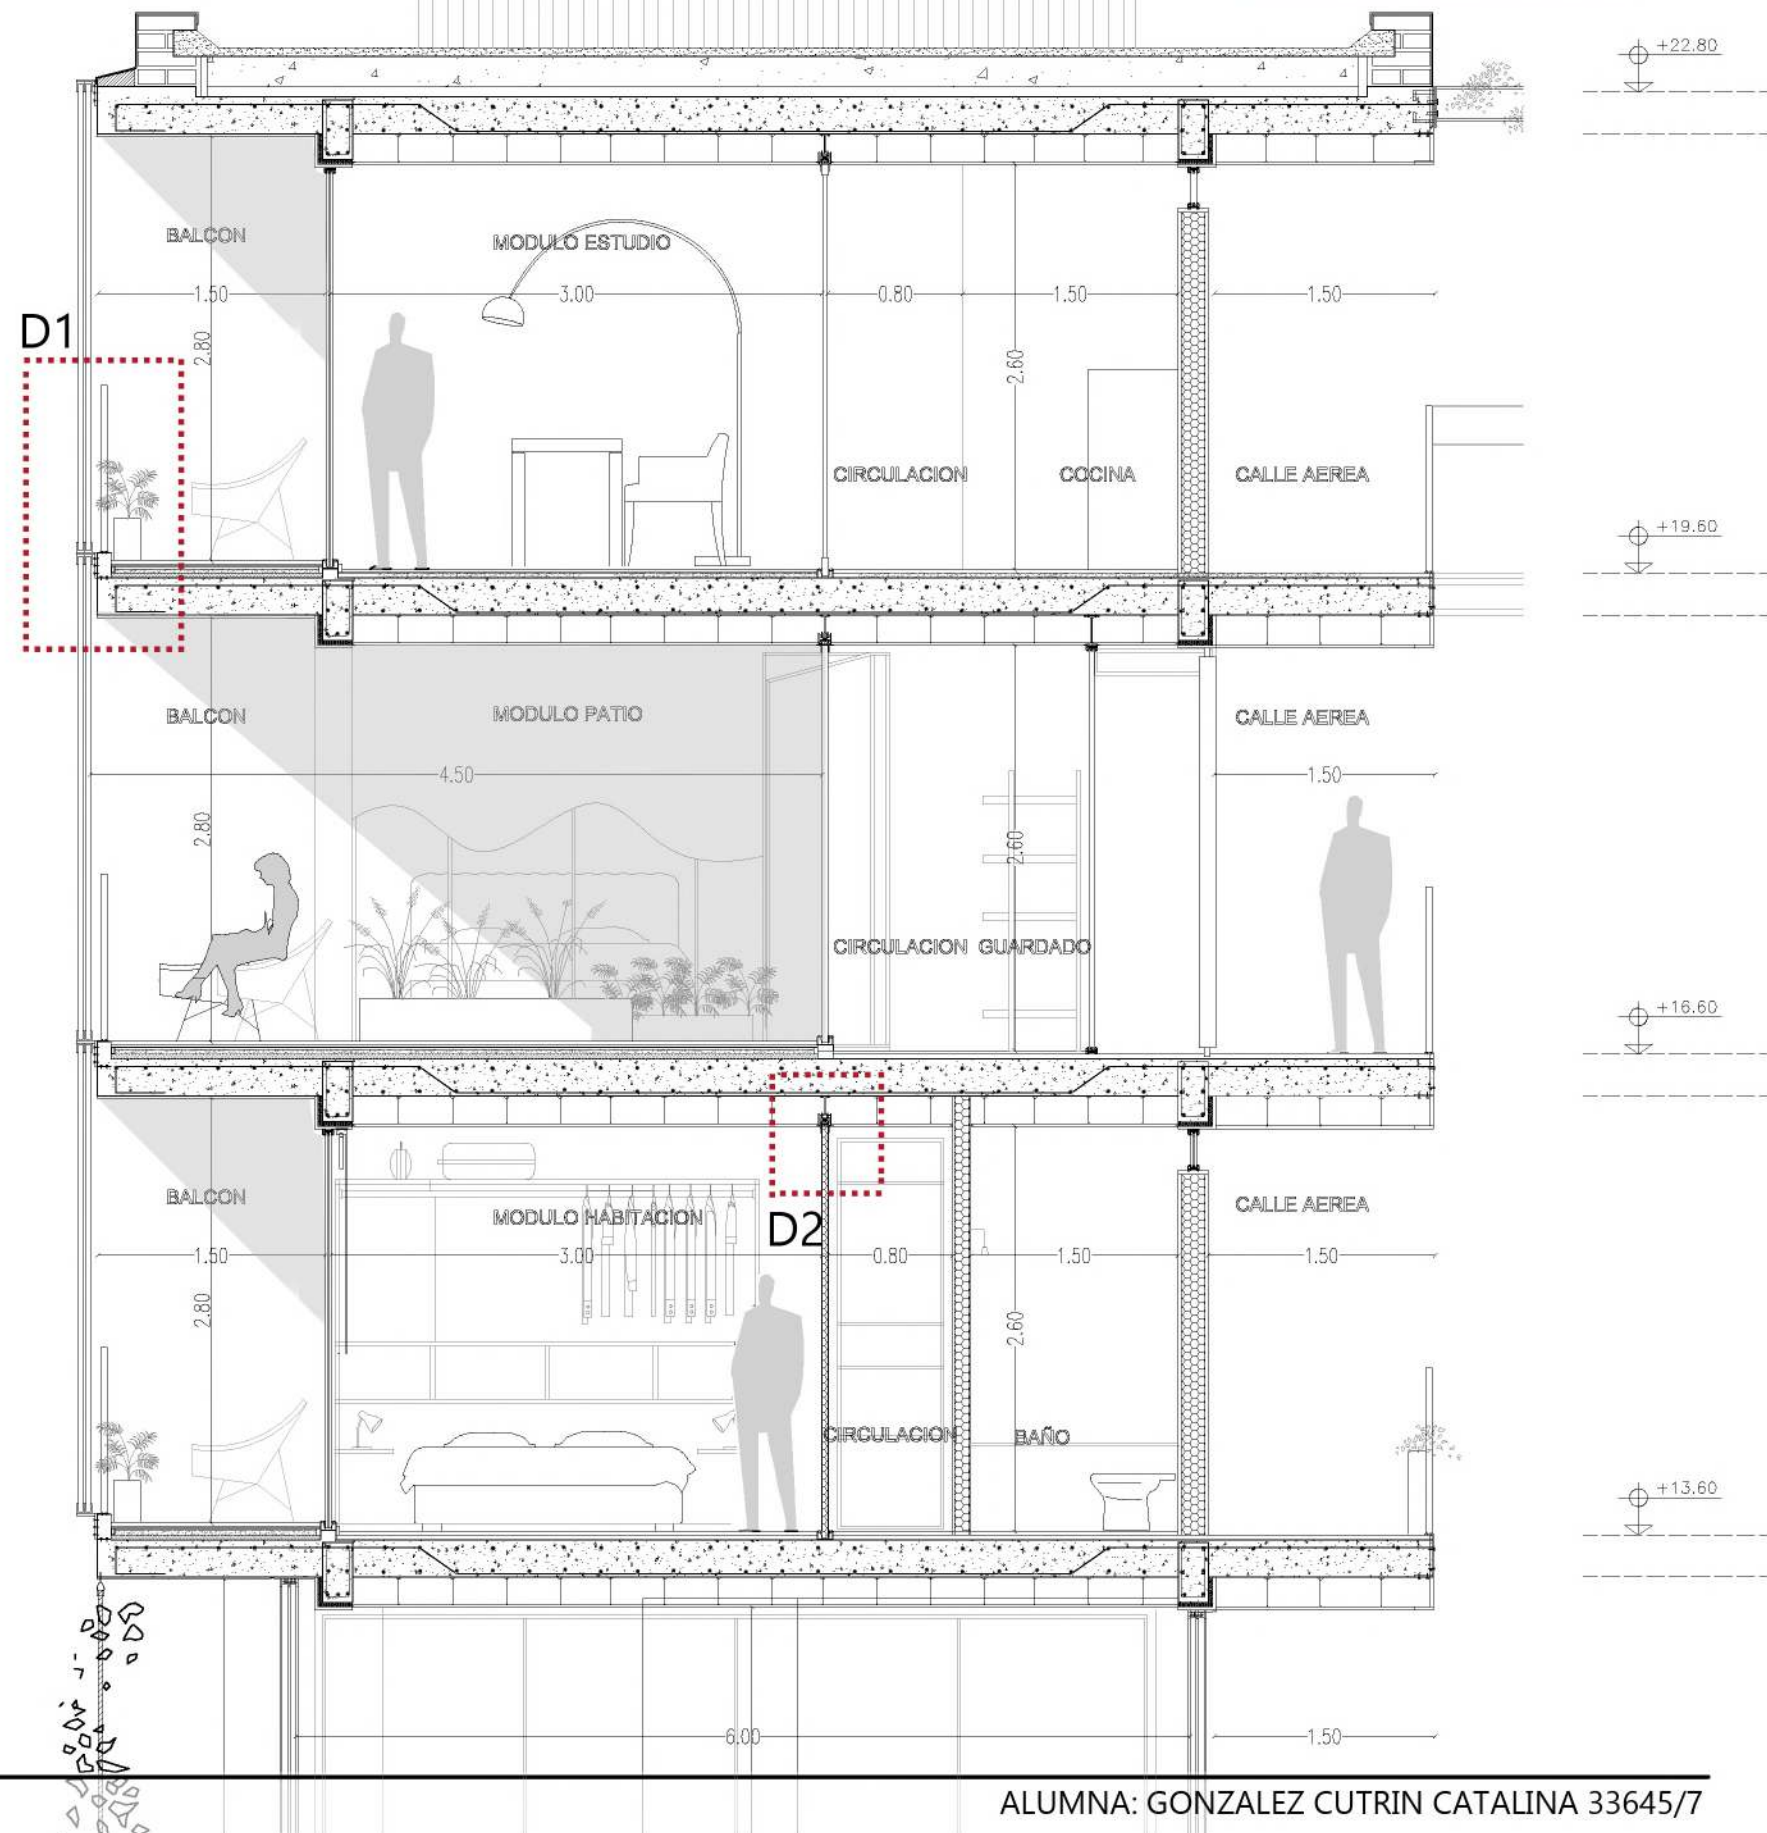 +22.80
BALCON
MODULO ESTUDIO
1.50
3.00
0.80
1.50
1.50
D1
2.80
2.60
CIRCULACION
COCINA
CALLE AEREA
+19.60
BALCON
MODULO PATIO
CALLE AEREA
4.50
1.50
2.80
2.60
CIRCULACION
GUARDADO
+16.60
BALCON
MODULO HABITACION
CALLE AEREA
D2
1.50
3.00
0.80
1.50
1.50
2.80
2.60
CIRCULACION
BAÑO
+13.60
6.00
1.50
ALUMNA: GONZALEZ CUTRIN CATALINA 33645/7